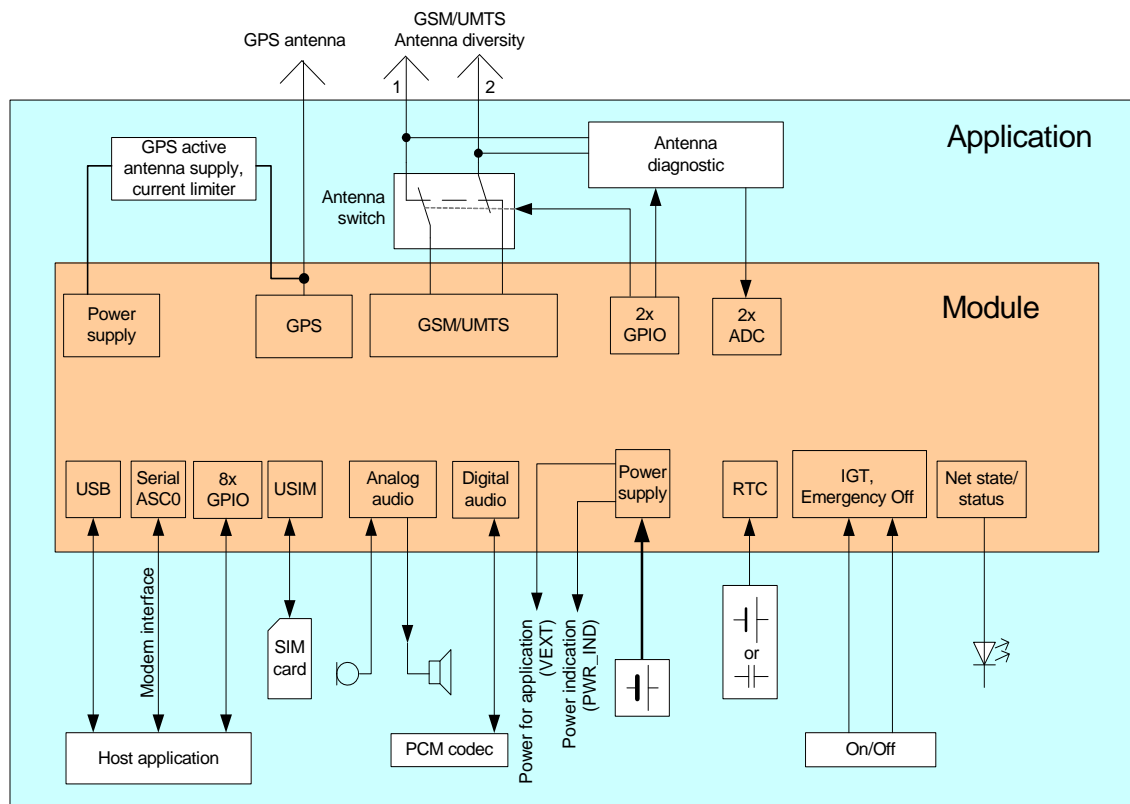 GSM/UMTS
Antenna diversity
GPS antenna
1
2
Application
GPS active
antenna supply,
current limiter
Antenna
diagnostic
Antenna
switch
Module
Power
supply
GPS
GSM/UMTS
2x
GPIO
2x
ADC
USB
Serial
ASC0
8x
GPIO
USIM
Analog
audio
Digital
audio
Power
supply
RTC
IGT,
Emergency Off
Net state/
status
Modem interface
SIM
card
Power for application
(VEXT)
Power indication
(PWR_IND)
or
Host application
PCM codec
On/Off